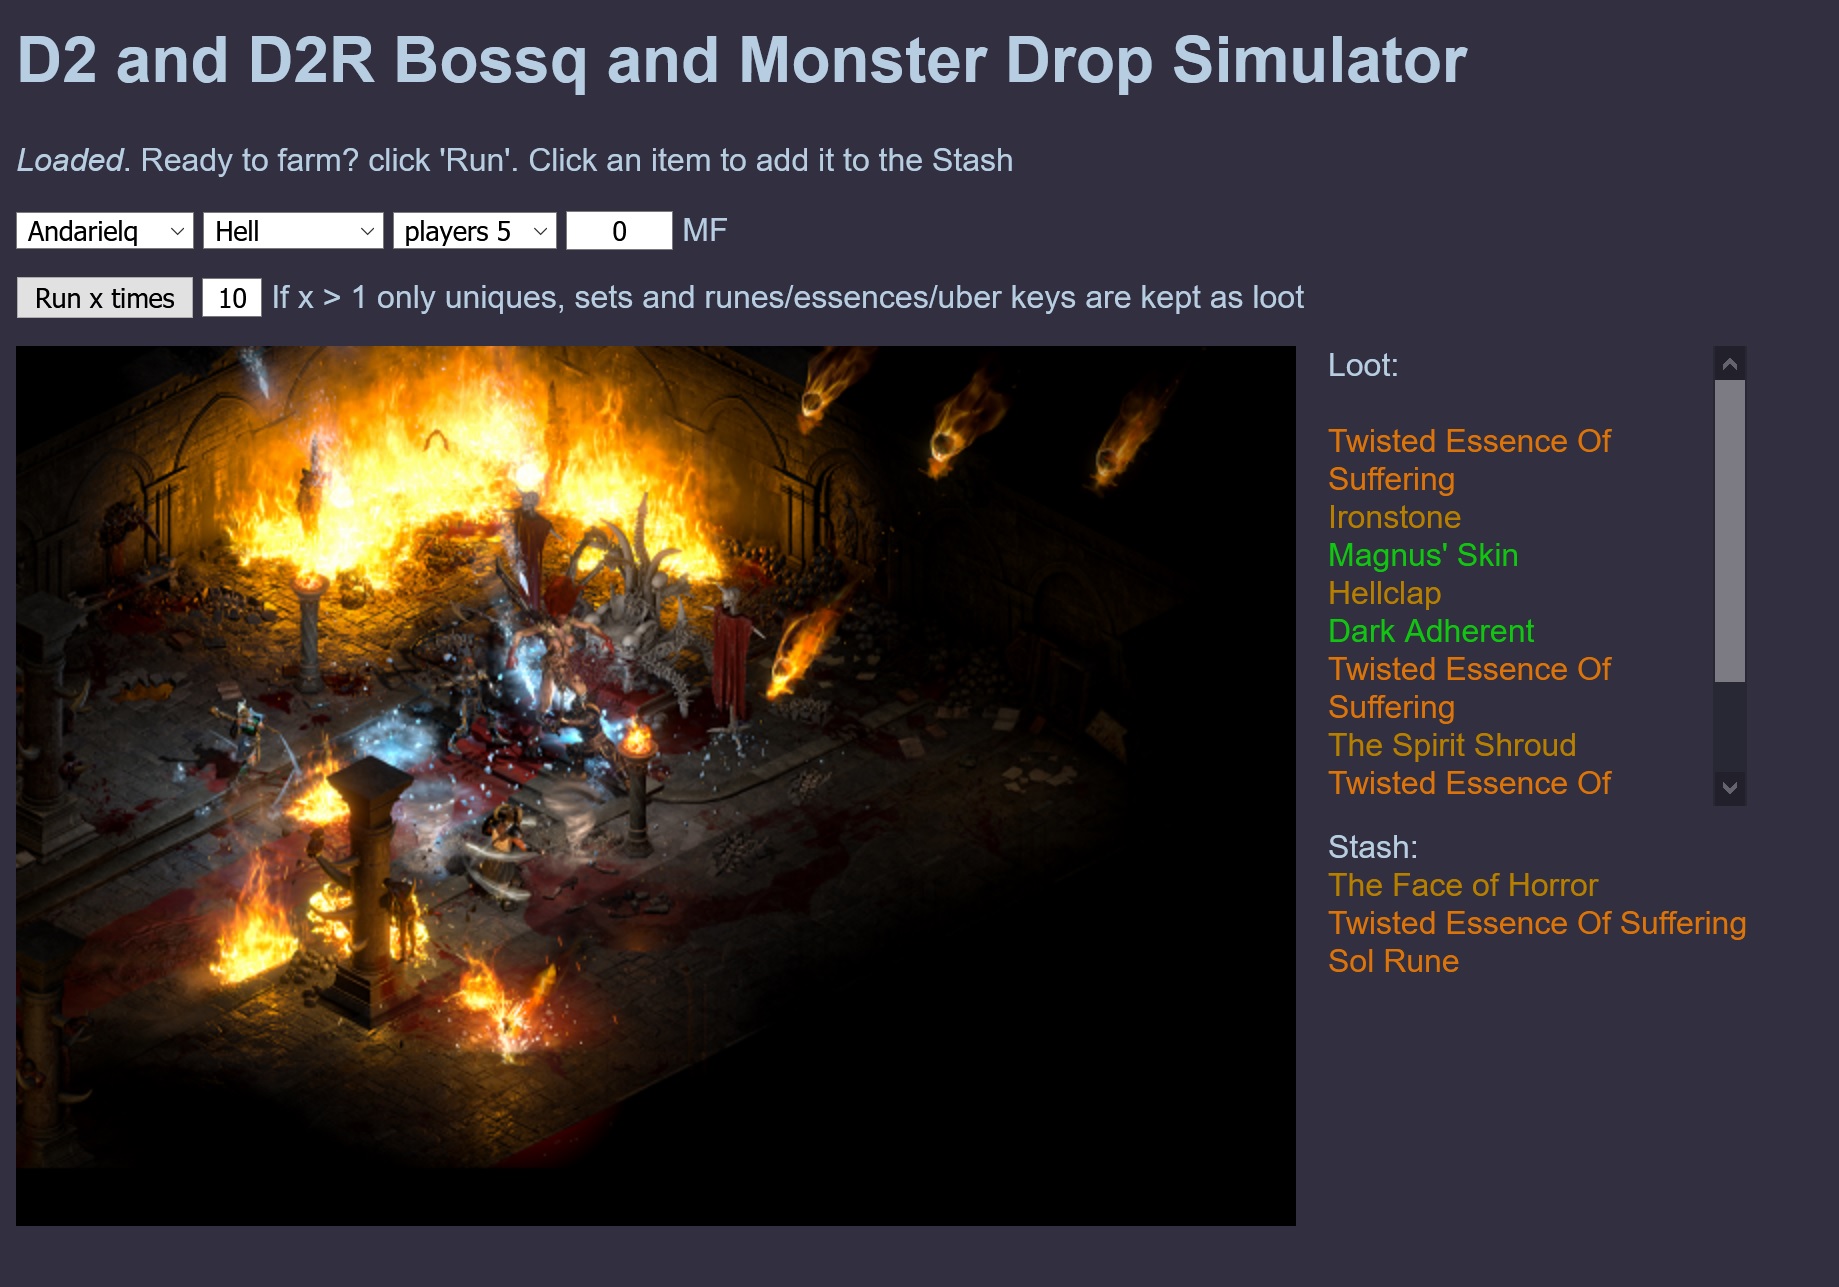 D2 and D2R Bossq and Monster Drop Simulator
Loaded. Ready to farm? click 'Run'. Click an item to add it to the Stash
Andarielq Hell players 5 0 MF
Run x times 10 If x > 1 only uniques, sets and runes/essences/uber keys are kept as loot
Loot:
Twisted Essence Of
Suffering
Ironstone
Magnus' Skin
Hellclap
Dark Adherent
Twisted Essence Of
Suffering
The Spirit Shroud
Twisted Essence Of
Stash:
The Face of Horror
Twisted Essence Of Suffering
Sol Rune